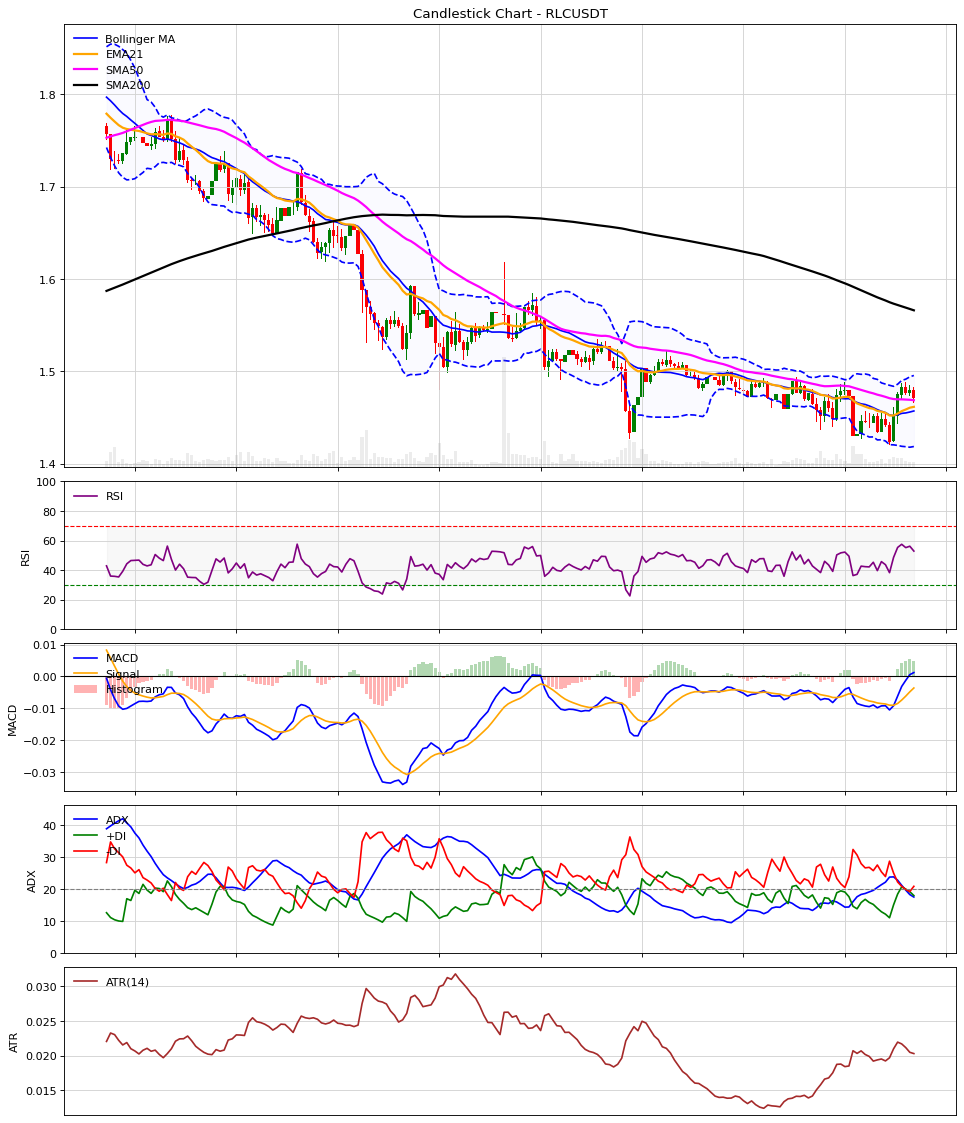 Candlestick Chart - RLCUSDT
Bollinger MA
EMA21
SMA50
SMA200
1.8
1.7
1.6
1.5
1.4
100
80
60
40
20
0
RSI
RSI
0.01
0.00
−0.01
−0.02
−0.03
MACD
MACD
Signal
Histogram
40
30
20
10
0
ADX
ADX
+DI
-DI
0.030
0.025
0.020
0.015
ATR
ATR(14)